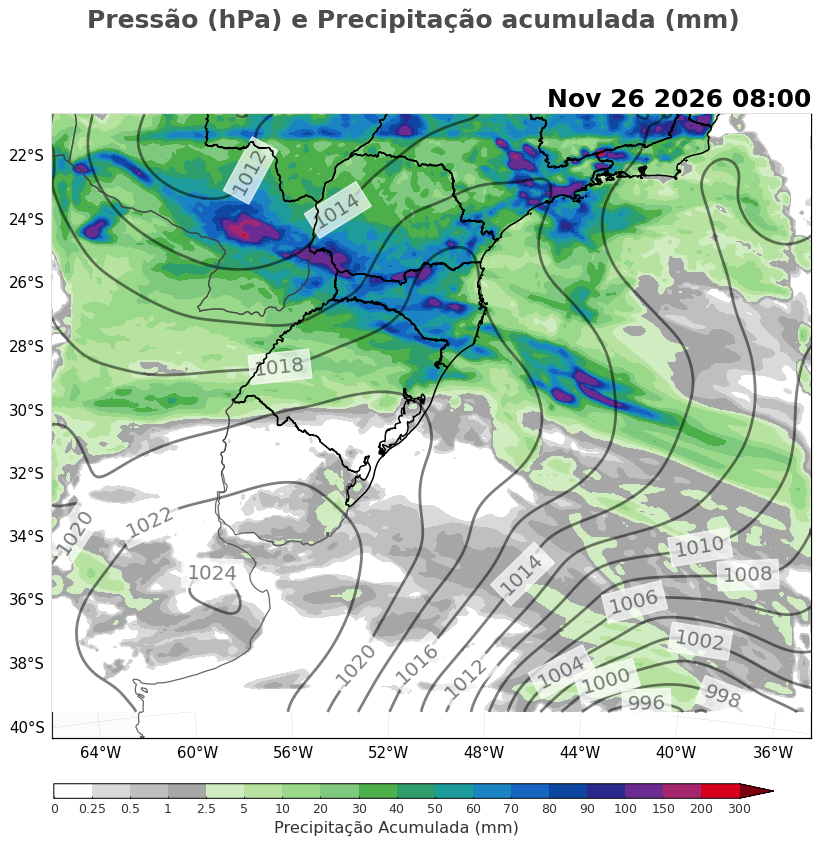 Pressão (hPa) e Precipitação acumulada (mm)
Nov 26 2026 08:00
22°S
24°S
26°S
28°S
30°S
32°S
34°S
36°S
38°S
40°S
1012
1014
1018
1020
1022
1024
1014
1010
1008
1006
1002
1004
1000
998
996
1020
1016
1012
64°W 60°W 56°W 52°W 48°W 44°W 40°W 36°W
0 0.25 0.5 1 2.5 5 10 20 30 40 50 60 70 80 90 100 150 200 300
Precipitação Acumulada (mm)